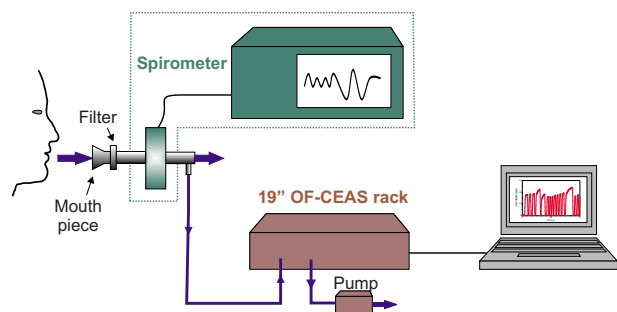 Spirometer
Filter
Mouth
piece
19” OF-CEAS rack
Pump